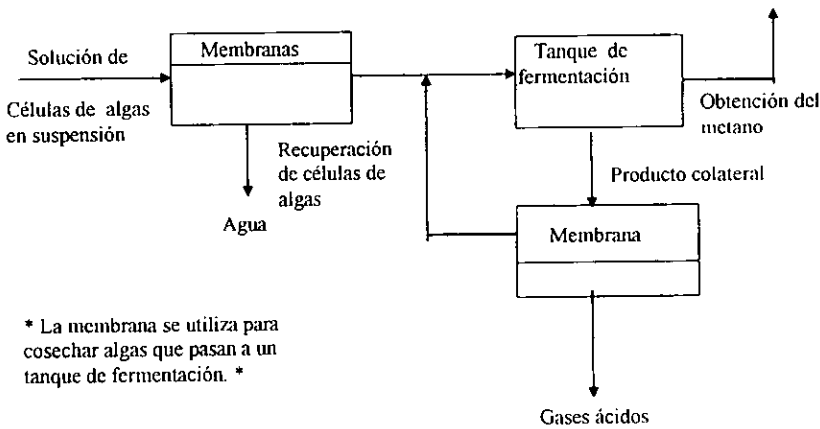 Solución de
Células de algas
en suspensión
Membranas
Recuperación
de células de
algas
Agua
Tanque de
fermentación
Obtención del
metano
Producto colateral
Membrana
Gases ácidos
* La membrana se utiliza para
cosechar algas que pasan a un
tanque de fermentación. *